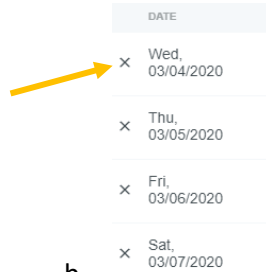 DATE
× Wed,
03/04/2020
× Thu,
03/05/2020
× Fri,
03/06/2020
× Sat,
03/07/2020